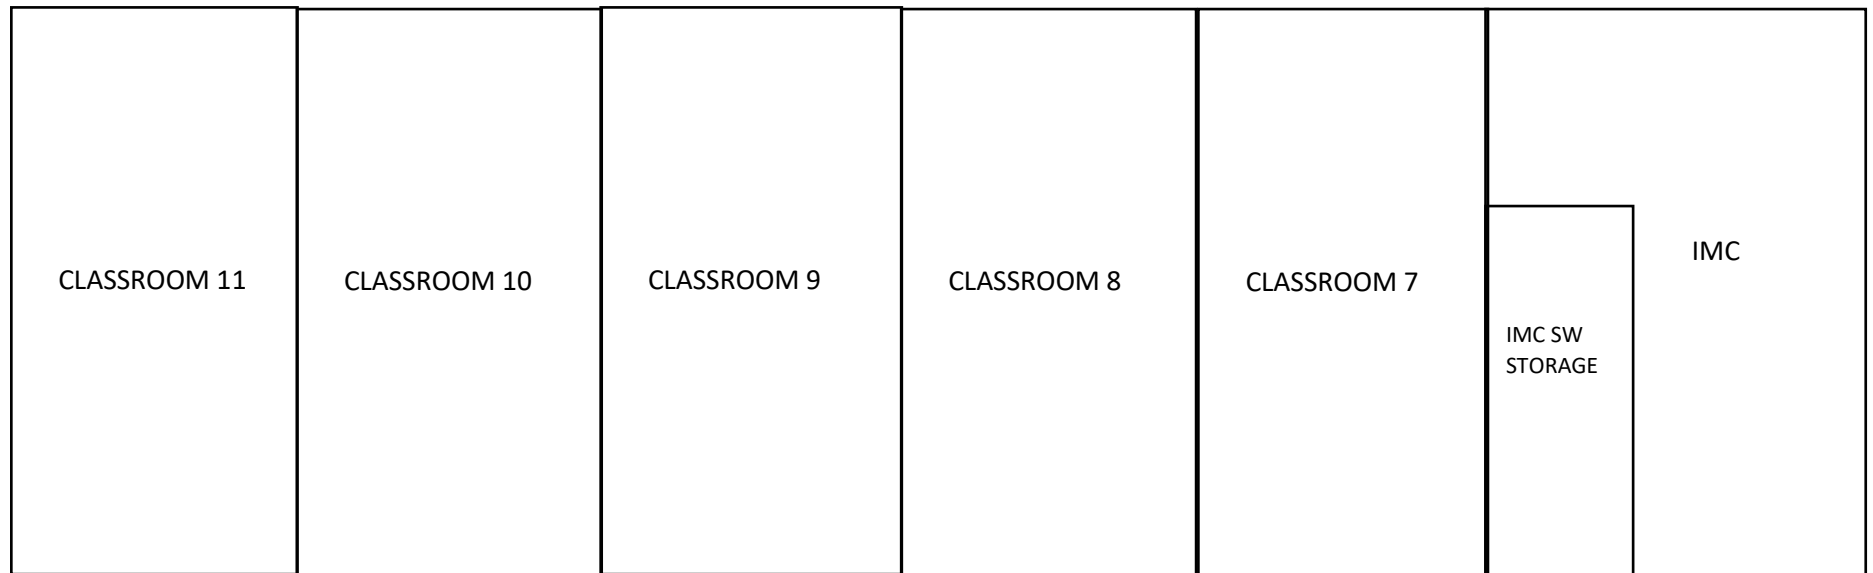 CLASSROOM 11
CLASSROOM 10
CLASSROOM 9
CLASSROOM 8
CLASSROOM 7
IMC SW
STORAGE
IMC